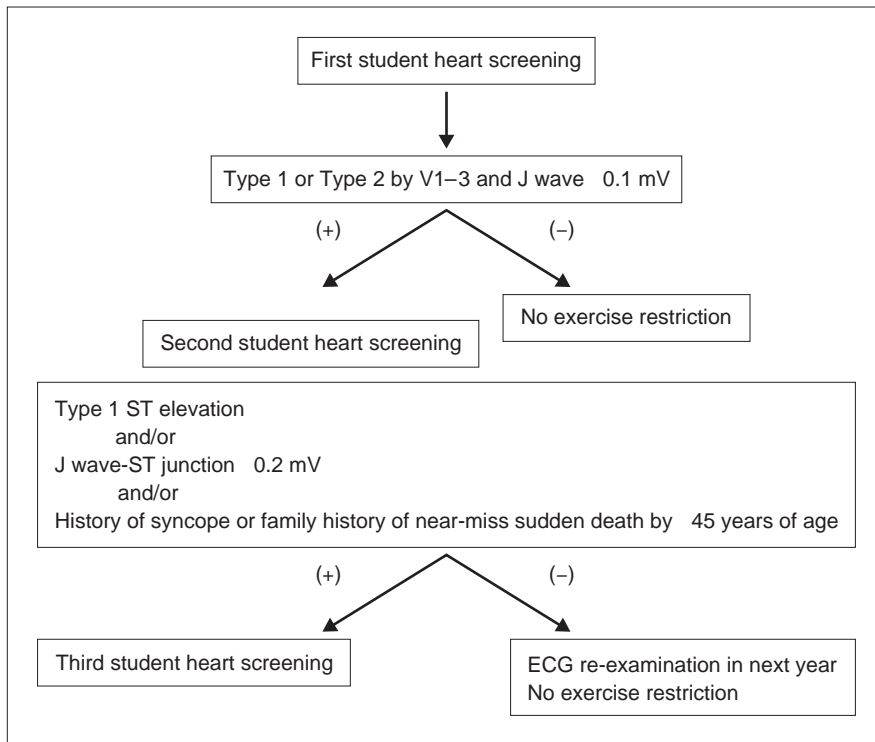 First student heart screening
Type 1 or Type 2 by V1–3 and J wave 0.1 mV
(+)
(−)
No exercise restriction
Second student heart screening
Type 1 ST elevation
and/or
J wave-ST junction 0.2 mV
and/or
History of syncope or family history of near-miss sudden death by 45 years of age
(+)
(−)
Third student heart screening
ECG re-examination in next year
No exercise restriction